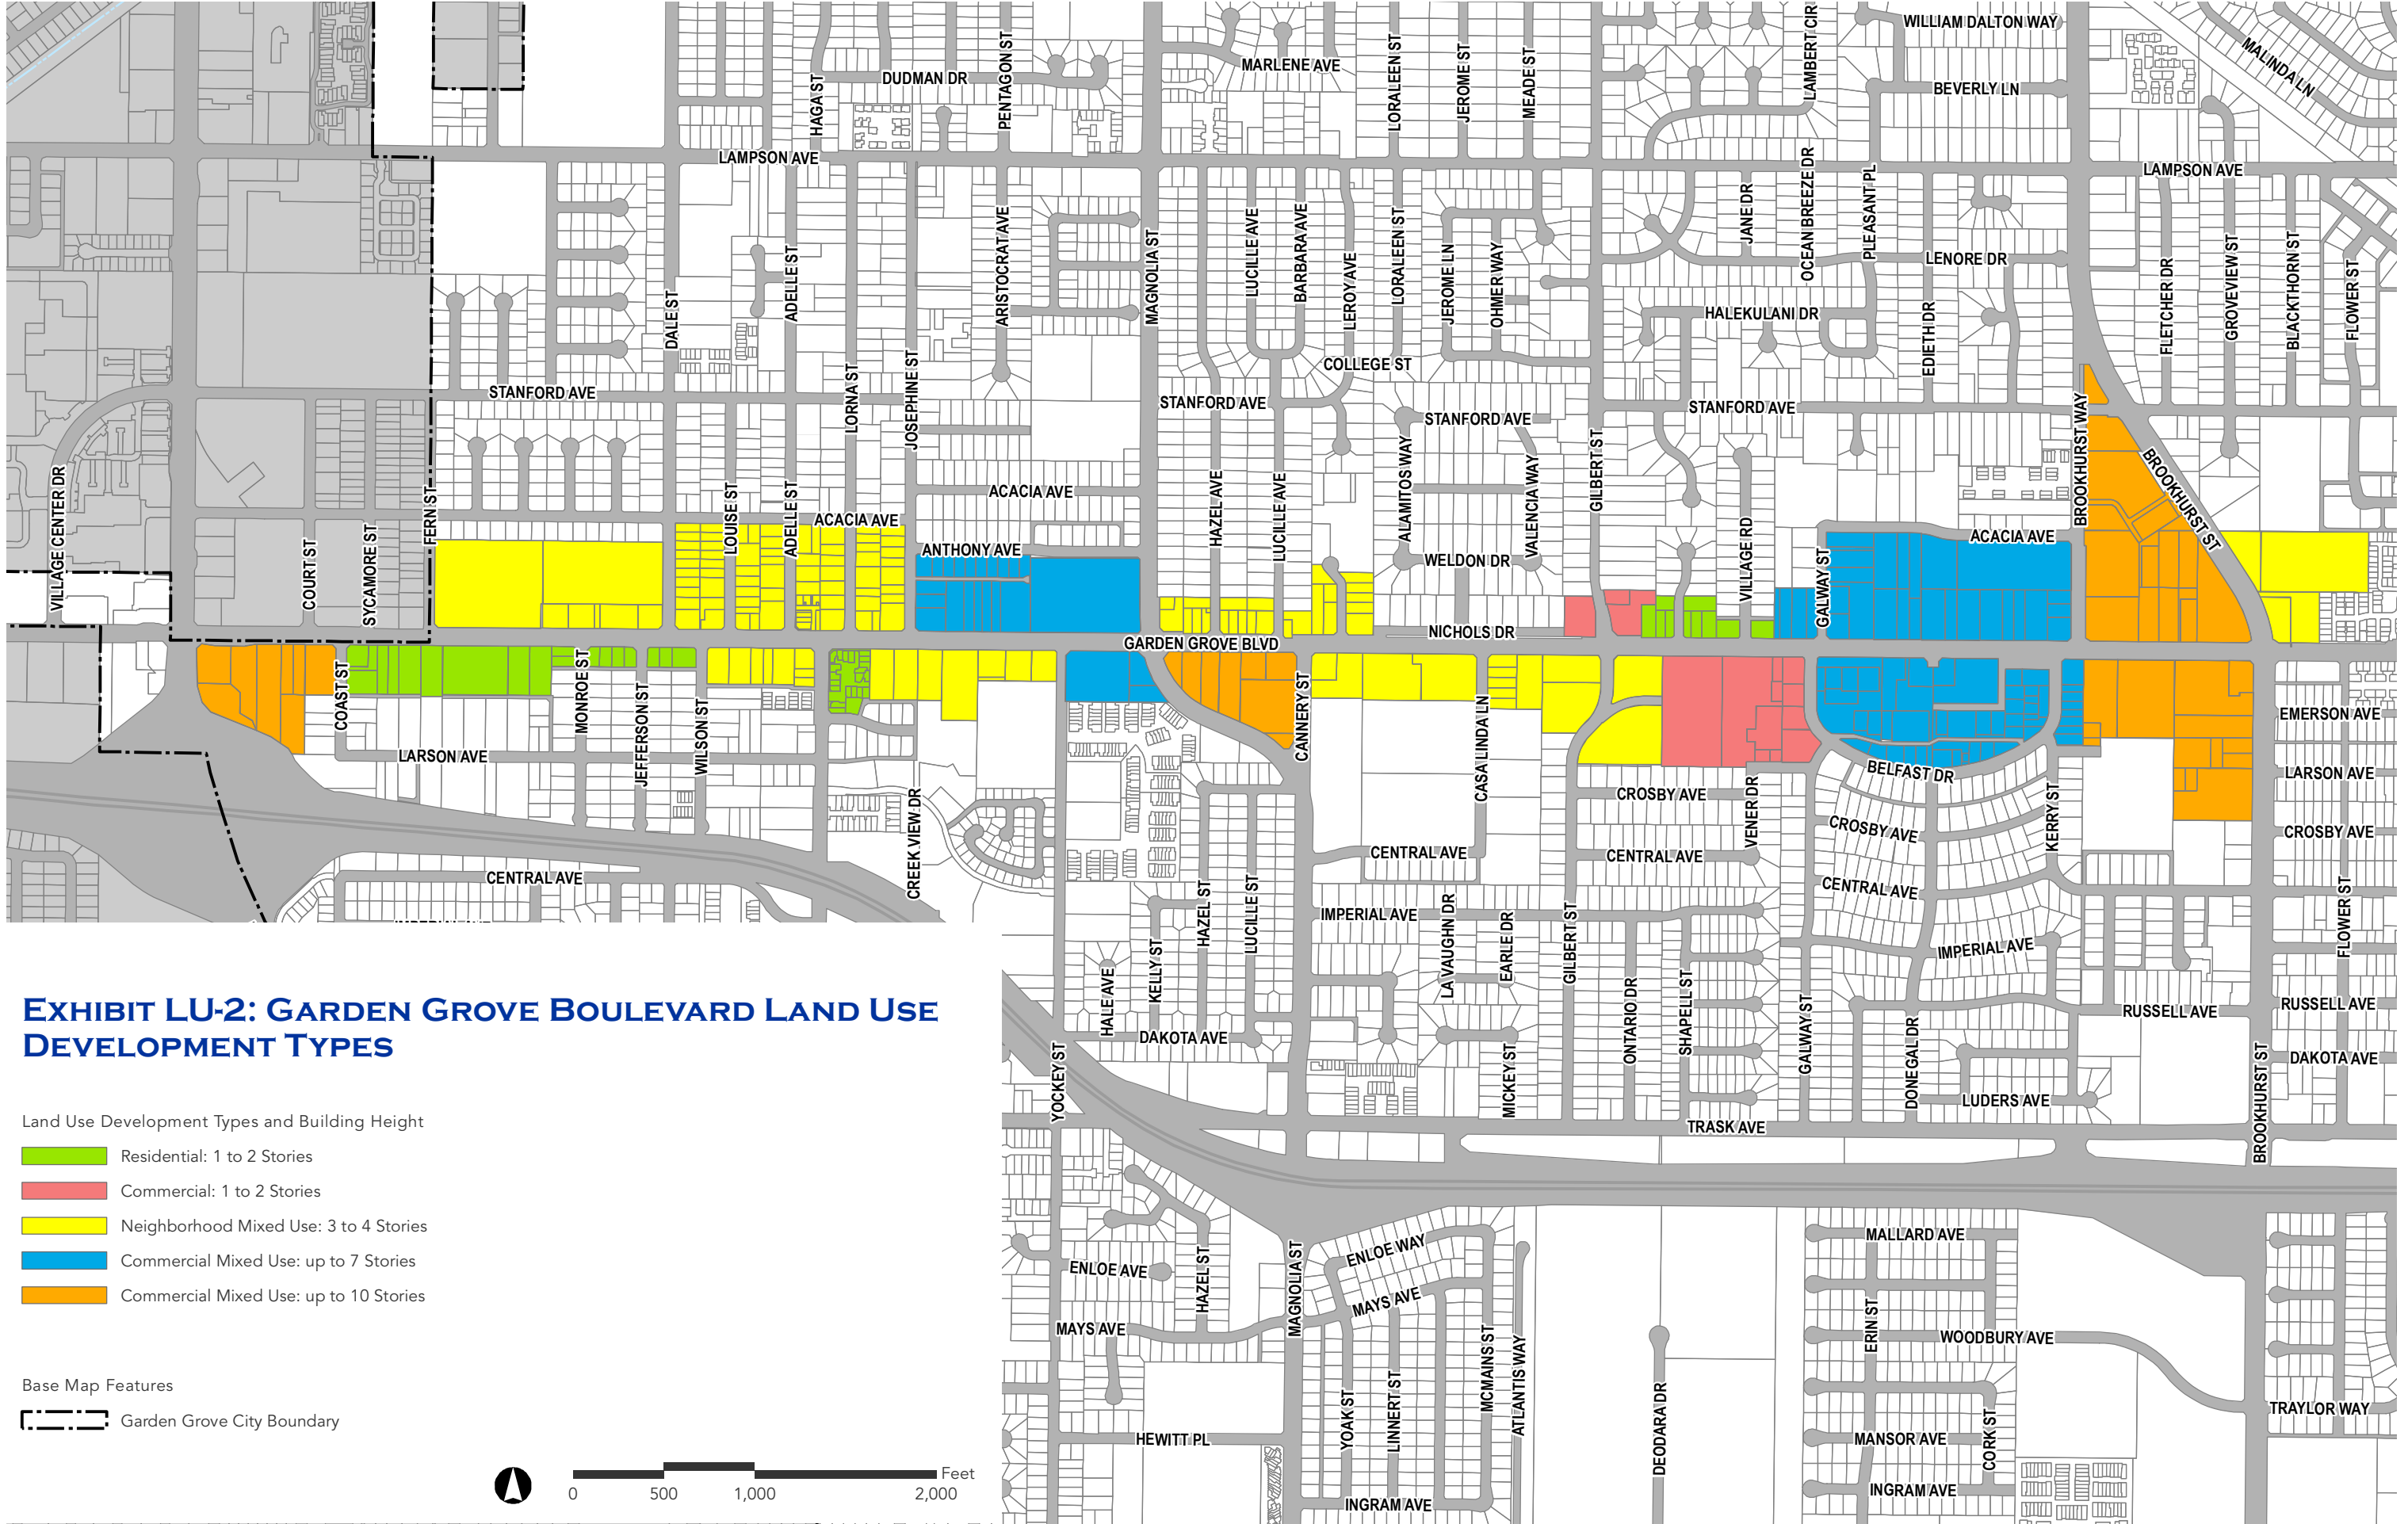 WILLIAM DALTON WAY
LAMBERT CIR
MALINDA LN
MARLENE AVE
DUDMAN DR
HAGA ST
PENTAGON ST
LORALEEN ST
JEROME ST
MEADE ST
BEVERLY LN
LAMPSON AVE
LAMPSON AVE
DALE ST
ADELLE ST
ARISTOCRAT AVE
MAGNOLIA ST
LUCILLE AVE
BARBARA AVE
LEROY AVE
LORALEEN ST
JEROME LN
OHMER WAY
JANE DR
OCEAN BREEZE DR
PLEASANT PL
LENORE DR
HALEKULANI DR
EDIETH DR
FLETCHER DR
GROVEVIEW ST
BLACKTHORN ST
FLOWER ST
COLLEGE ST
STANFORD AVE
LORNA ST
JOSEPHINE ST
STANFORD AVE
STANFORD AVE
STANFORD AVE
BROOKHURST WAY
BROOKHURST ST
VILLAGE CENTER DR
COURT ST
SYCAMORE ST
FERN ST
LOUISE ST
ADELLE ST
ACACIA AVE
ACACIA AVE
ANTHONY AVE
HAZEL AVE
LUCILLE AVE
ALAMITOS WAY
VALENCIA WAY
WELDON DR
GILBERT ST
VILLAGE RD
GALWAY ST
ACACIA AVE
NICHOLS DR
GARDEN GROVE BLVD
COAST ST
MONROE ST
JEFFERSON ST
WILSON ST
LARSON AVE
CANNERY ST
CASA LINDA LN
CROSBY AVE
VENER DR
BELFAST DR
KERRY ST
CROSBY AVE
EMERSON AVE
LARSON AVE
CROSBY AVE
CREEK VIEW DR
CENTRAL AVE
CENTRAL AVE
CENTRAL AVE
CENTRAL AVE
HAZEL ST
LUCILLE ST
KELLY ST
HALE AVE
DAKOTA AVE
IMPERIAL AVE
LA VAUGHN DR
EARLE DR
GILBERT ST
ONTARIO DR
SHAPELL ST
GALWAY ST
IMPERIAL AVE
DONEGAL DR
LUDERS AVE
RUSSELL AVE
RUSSELL AVE
FLOWER ST
DAKOTA AVE
BROOKHURST ST
MICKEY ST
TRASK AVE
YOCKEY ST
EXHIBIT LU-2: GARDEN GROVE BOULEVARD LAND USE
DEVELOPMENT TYPES
Land Use Development Types and Building Height
Residential: 1 to 2 Stories
Commercial: 1 to 2 Stories
Neighborhood Mixed Use: 3 to 4 Stories
Commercial Mixed Use: up to 7 Stories
Commercial Mixed Use: up to 10 Stories
Base Map Features
Garden Grove City Boundary
Feet
0 500 1,000 2,000
ENLOE AVE
HAZEL ST
MAGNOLIA ST
ENLOE WAY
MAYS AVE
MAYS AVE
YOAK ST
LINNERT ST
MCMAINS ST
ATLANTIS WAY
HEWITT PL
INGRAM AVE
DEODARA DR
MALLARD AVE
ERIN ST
WOODBURY AVE
MANSOR AVE
CORK ST
INGRAM AVE
TRAYLOR WAY